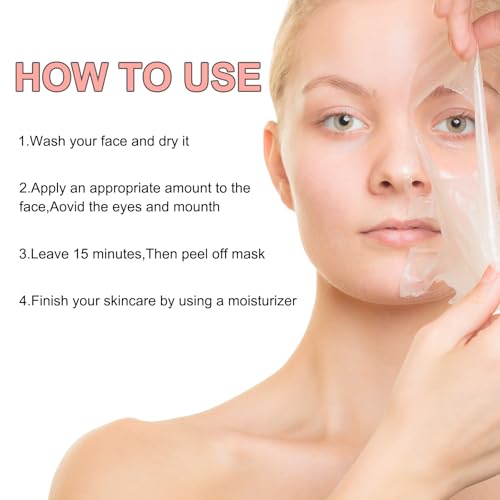 HOW TO USE
1.Wash your face and dry it
2.Apply an appropriate amount to the
face,Aovid the eyes and mounth
3.Leave 15 minutes,Then peel off mask
4.Finish your skincare by using a moisturizer